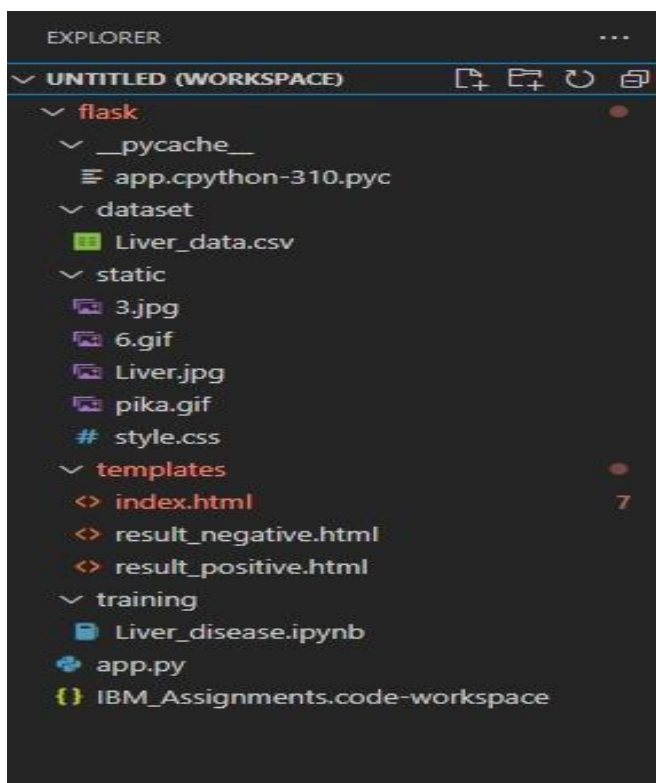 EXPLORER ...
UNTITLED (WORKSPACE)
flask
__pycache__
app.cpython-310.pyc
dataset
Liver_data.csv
static
3.jpg
6.gif
Liver.jpg
pika.gif
# style.css
templates
<> index.html 7
<> result_negative.html
<> result_positive.html
training
Liver_disease.ipynb
app.py
{} IBM_Assignments.code-workspace